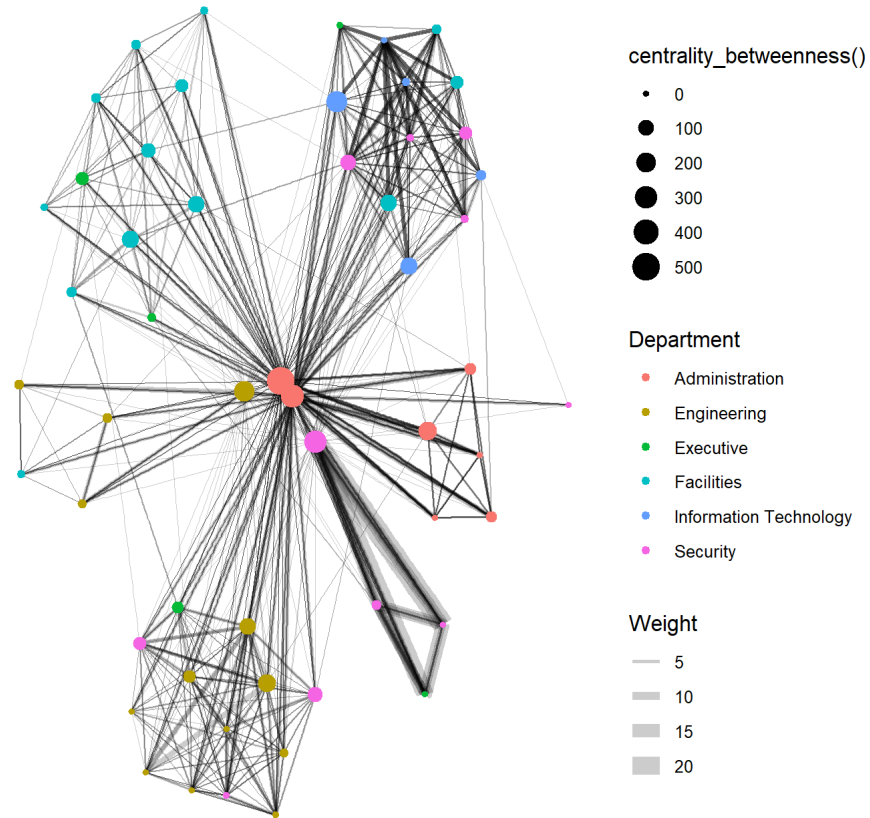 centrality_betweenness()
0
100
200
300
400
500
Department
Administration
Engineering
Executive
Facilities
Information Technology
Security
Weight
5
10
15
20